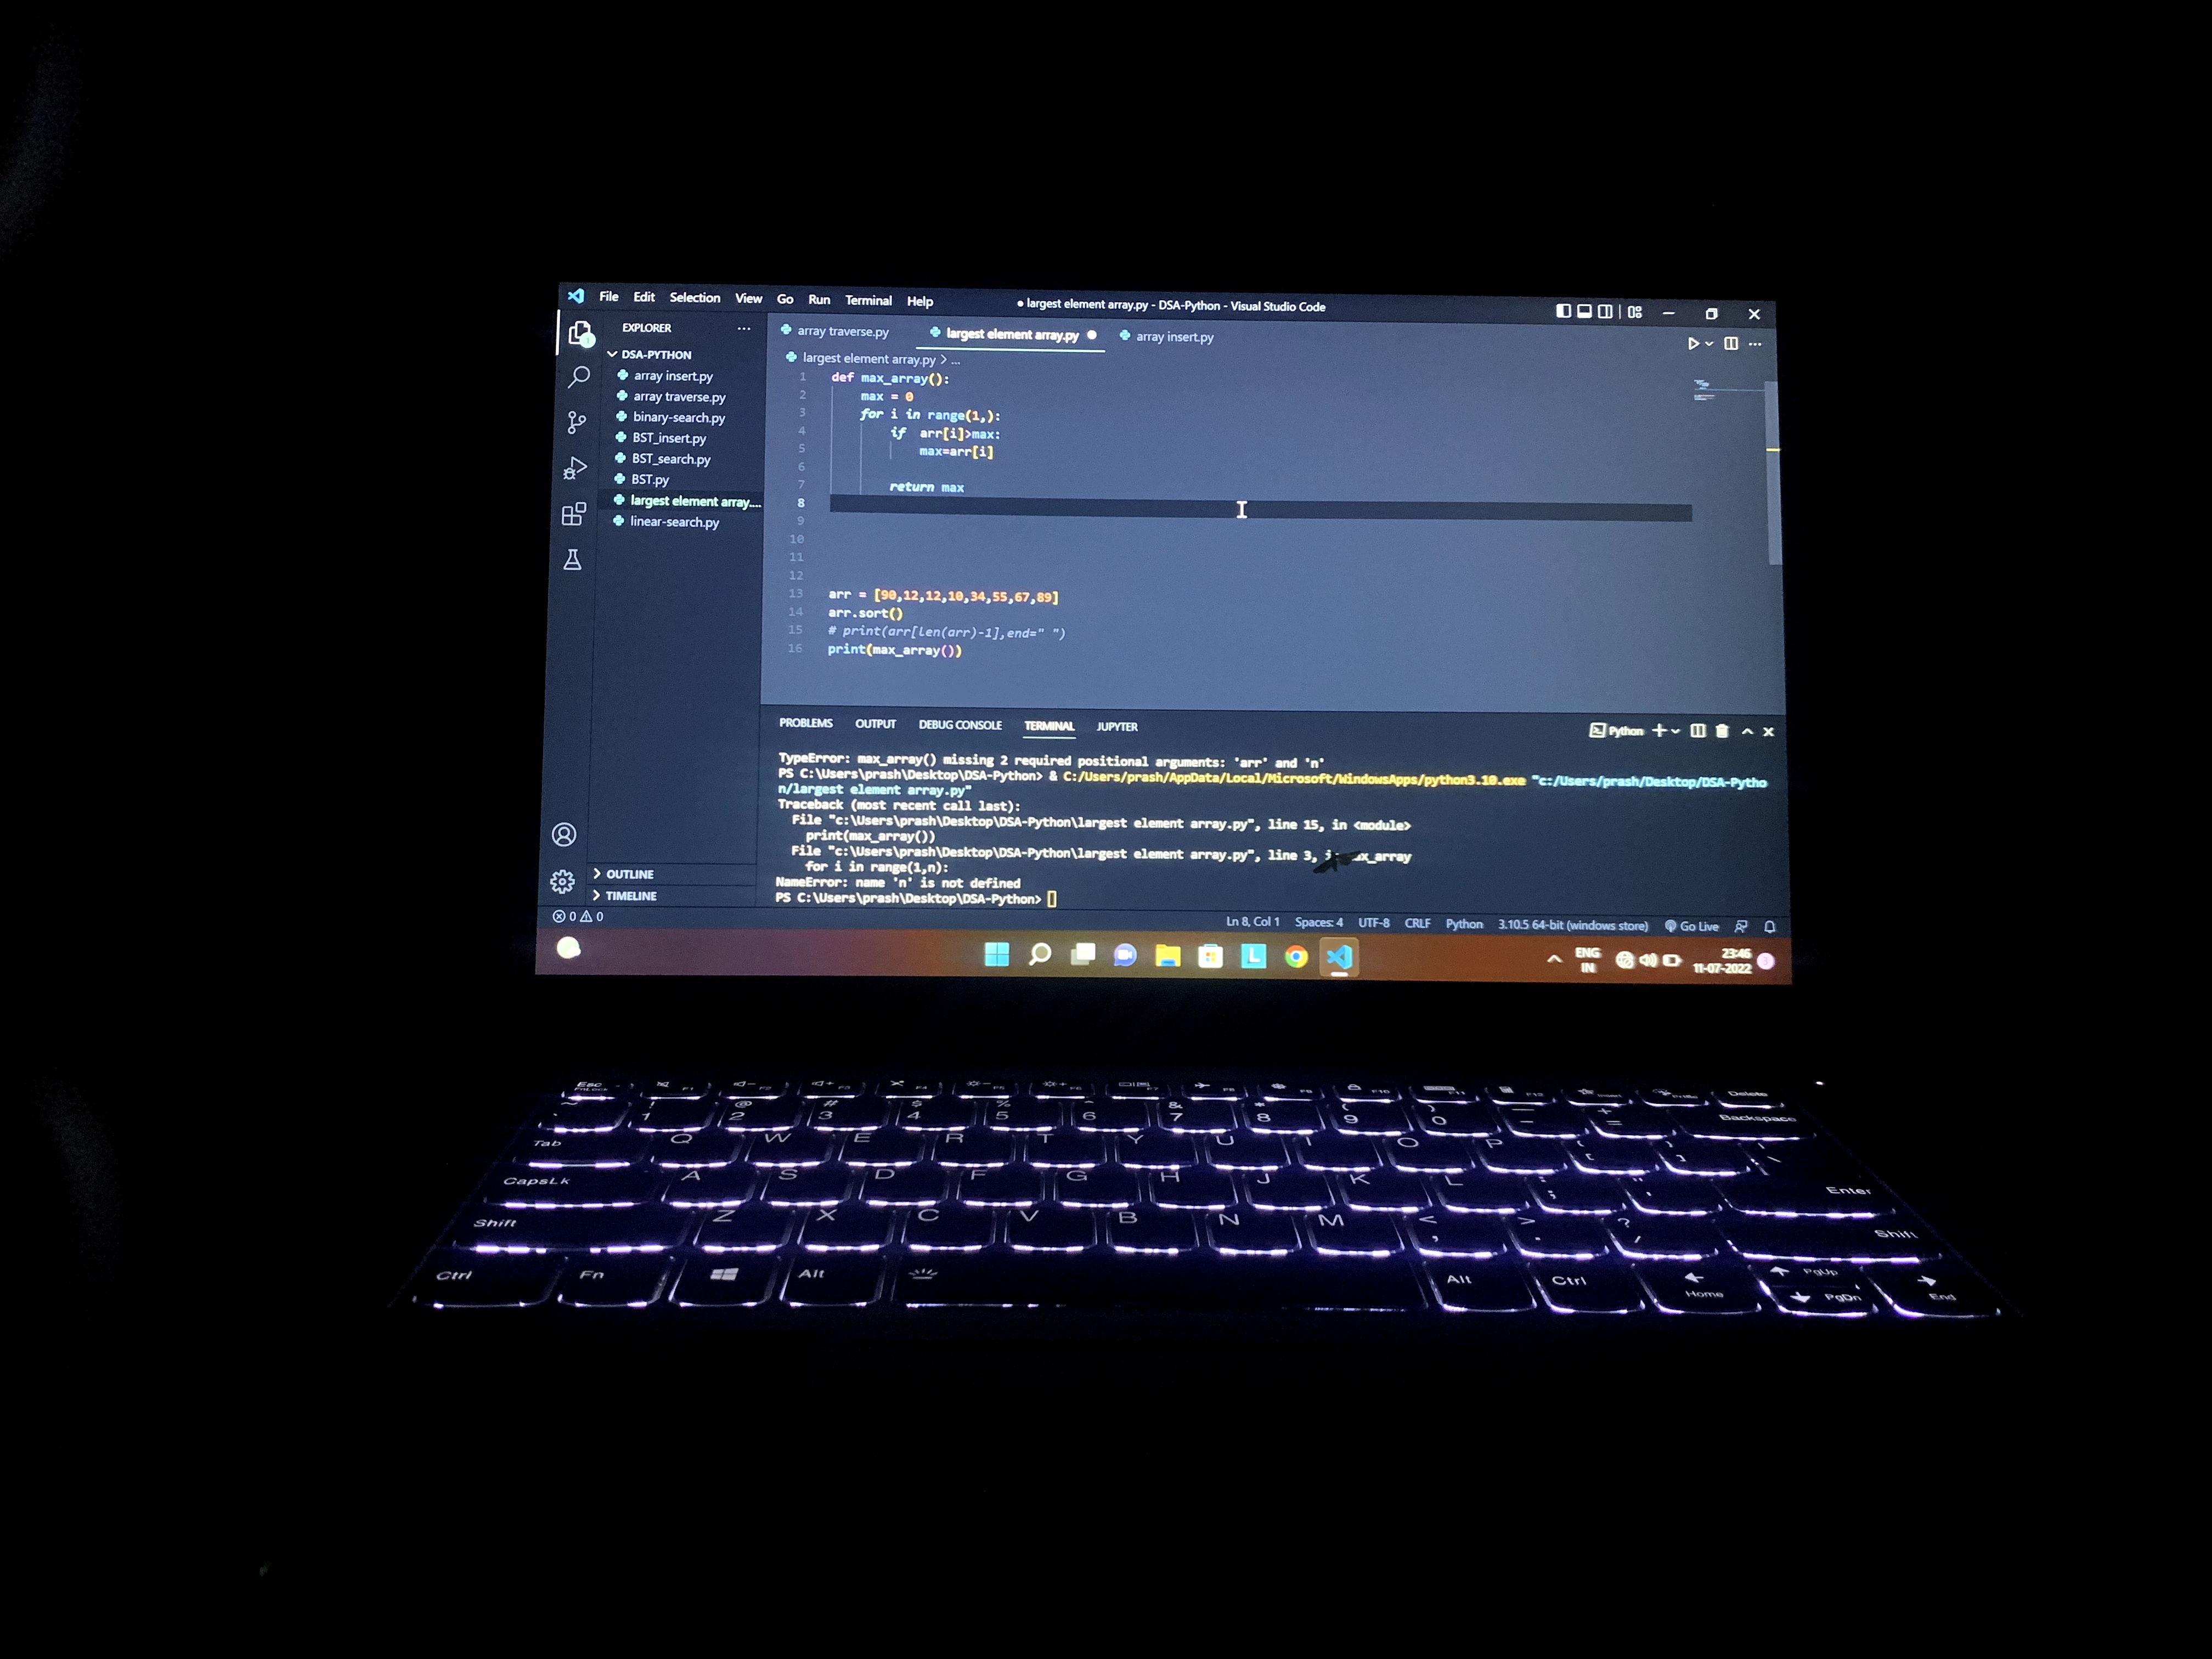 File Edit Selection View Go Run Terminal Help
● largest element array.py - DSA-Python - Visual Studio Code
EXPLORER ...
DSA-PYTHON
array insert.py
array traverse.py
binary-search.py
BST_insert.py
BST_search.py
BST.py
largest element array....
linear-search.py
OUTLINE
TIMELINE
array traverse.py largest element array.py ● array insert.py
largest element array.py > ...
1 def max_array():
2 max = 0
3 for i in range(1,):
4 if arr[i]>max:
5 max=arr[i]
6
7 return max
8
9
10
11
12
13 arr = [90,12,12,10,34,55,67,89]
14 arr.sort()
15 # print(arr[len(arr)-1],end=" ")
16 print(max_array())
PROBLEMS OUTPUT DEBUG CONSOLE TERMINAL JUPYTER
Python
TypeError: max_array() missing 2 required positional arguments: 'arr' and 'n'
PS C:\Users\prash\Desktop\DSA-Python> & C:/Users/prash/AppData/Local/Microsoft/WindowsApps/python3.10.exe "c:/Users/prash/Desktop/DSA-Pytho
n/largest element array.py"
Traceback (most recent call last):
File "c:\Users\prash\Desktop\DSA-Python\largest element array.py", line 15, in <module>
print(max_array())
File "c:\Users\prash\Desktop\DSA-Python\largest element array.py", line 3, ax_array
for i in range(1,n):
NameError: name 'n' is not defined
PS C:\Users\prash\Desktop\DSA-Python>
0 0
Ln 8, Col 1 Spaces: 4 UTF-8 CRLF Python 3.10.5 64-bit (windows store) Go Live
L
ENG
IN
23:46
11-07-2022
Esc F1 F2 F3 F4 F5 F6 F7 F8 F9 F10 F11 F12 Delete
~ ! @ # $ % ^ & * ( ) — +
1 2 3 4 5 6 7 8 9 0 - = Backspace
Tab Q W E R T Y U I O P [ ] \
CapsLk A S D F G H J K L ; ' Enter
Shift Z X C V B N M < , > . ? / Shift
Ctrl Fn Alt Alt Ctrl Home PgUp PgDn End